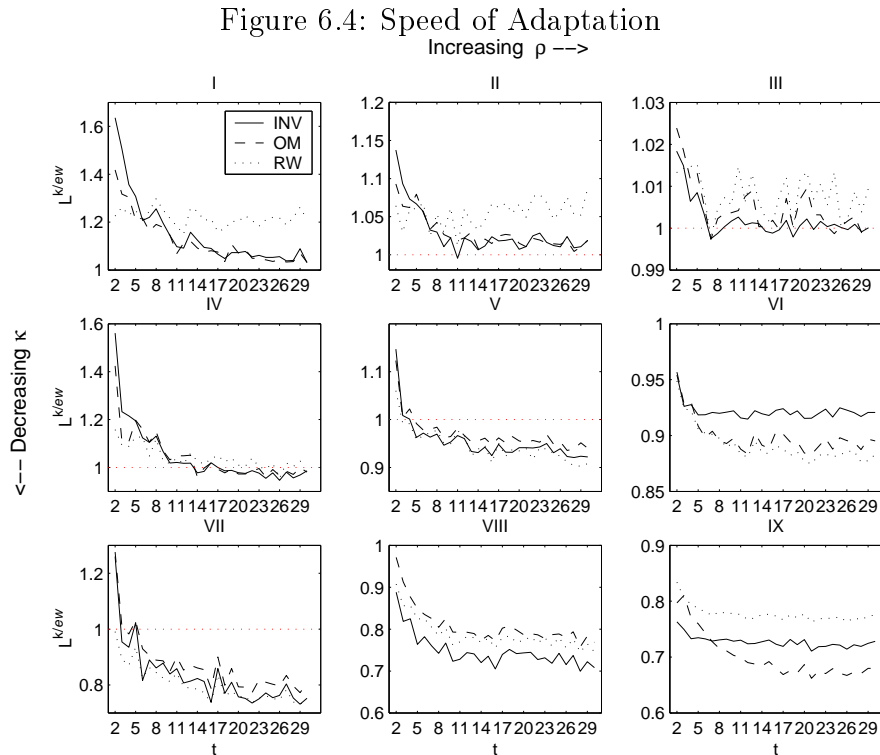 Figure 6.4: Speed of Adaptation
Increasing ρ −−>
I
II
III
1.6
1.4
1.2
1
L^{k/ew}
INV
OM
RW
2 5 8 11 14 17 20 23 26 29
1.2
1.15
1.1
1.05
1
2 5 8 11 14 17 20 23 26 29
1.03
1.02
1.01
1
0.99
2 5 8 11 14 17 20 23 26 29
<−− Decreasing κ
IV
V
VI
1.6
1.4
1.2
1
L^{k/ew}
2 5 8 11 14 17 20 23 26 29
1.1
1
0.9
2 5 8 11 14 17 20 23 26 29
1
0.95
0.9
0.85
2 5 8 11 14 17 20 23 26 29
VII
VIII
IX
1.2
1
0.8
L^{k/ew}
2 5 8 11 14 17 20 23 26 29
t
1
0.9
0.8
0.7
0.6
2 5 8 11 14 17 20 23 26 29
t
0.9
0.8
0.7
0.6
2 5 8 11 14 17 20 23 26 29
t